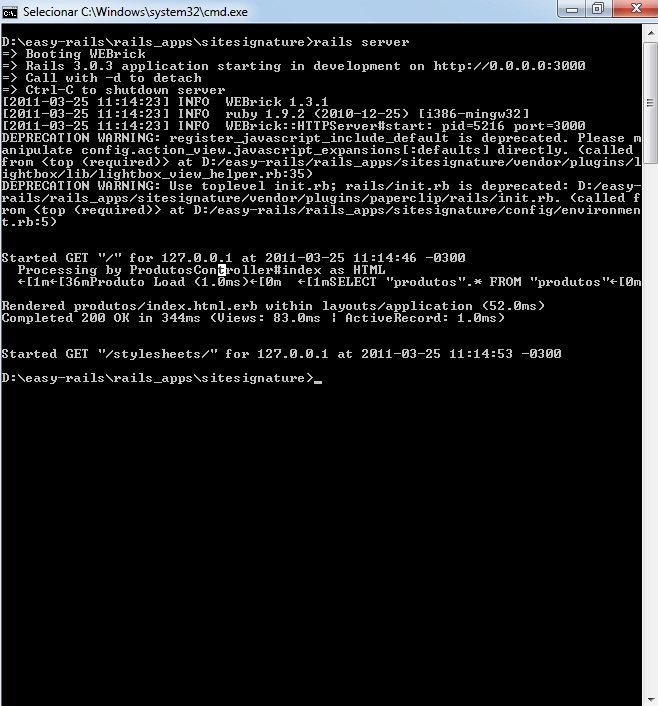 Selecionar C:\Windows\system32\cmd.exe
D:\easy-rails\rails_apps\sitesignature>rails server
=> Booting WEBrick
=> Rails 3.0.3 application starting in development on http://0.0.0.0:3000
=> Call with -d to detach
=> Ctrl-C to shutdown server
[2011-03-25 11:14:23] INFO  WEBrick 1.3.1
[2011-03-25 11:14:23] INFO  ruby 1.9.2 (2010-12-25) [i386-mingw32]
[2011-03-25 11:14:23] INFO  WEBrick::HTTPServer#start: pid=5216 port=3000
DEPRECATION WARNING: register_javascript_include_default is deprecated. Please m
anipulate config.action_view.javascript_expansions[:defaults] directly. (called
from <top (required)> at D:/easy-rails/rails_apps/sitesignature/vendor/plugins/l
ightbox/lib/lightbox_view_helper.rb:35)
DEPRECATION WARNING: Use toplevel init.rb; rails/init.rb is deprecated: D:/easy-
rails/rails_apps/sitesignature/vendor/plugins/paperclip/rails/init.rb. (called f
rom <top (required)> at D:/easy-rails/rails_apps/sitesignature/config/environmen
t.rb:5)
Started GET "/" for 127.0.0.1 at 2011-03-25 11:14:46 -0300
  Processing by ProdutosController#index as HTML
  ←[1m←[36mProduto Load (1.0ms)←[0m  ←[1mSELECT "produtos".* FROM "produtos"←[0m
Rendered produtos/index.html.erb within layouts/application (52.0ms)
Completed 200 OK in 344ms (Views: 83.0ms | ActiveRecord: 1.0ms)
Started GET "/stylesheets/" for 127.0.0.1 at 2011-03-25 11:14:53 -0300
D:\easy-rails\rails_apps\sitesignature>_